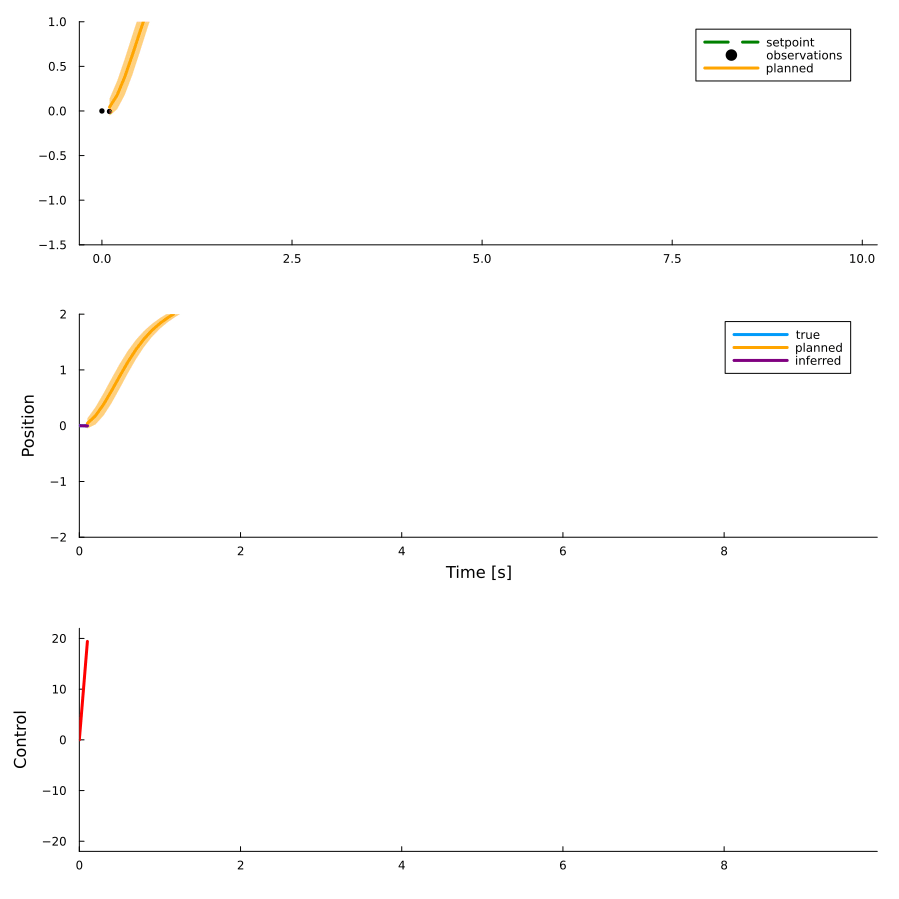 1.0
0.5
0.0
−0.5
−1.0
−1.5
0.0 2.5 5.0 7.5 10.0
setpoint
observations
planned
2
1
0
−1
−2
Position
0 2 4 6 8
Time [s]
true
planned
inferred
20
10
0
−10
−20
Control
0 2 4 6 8